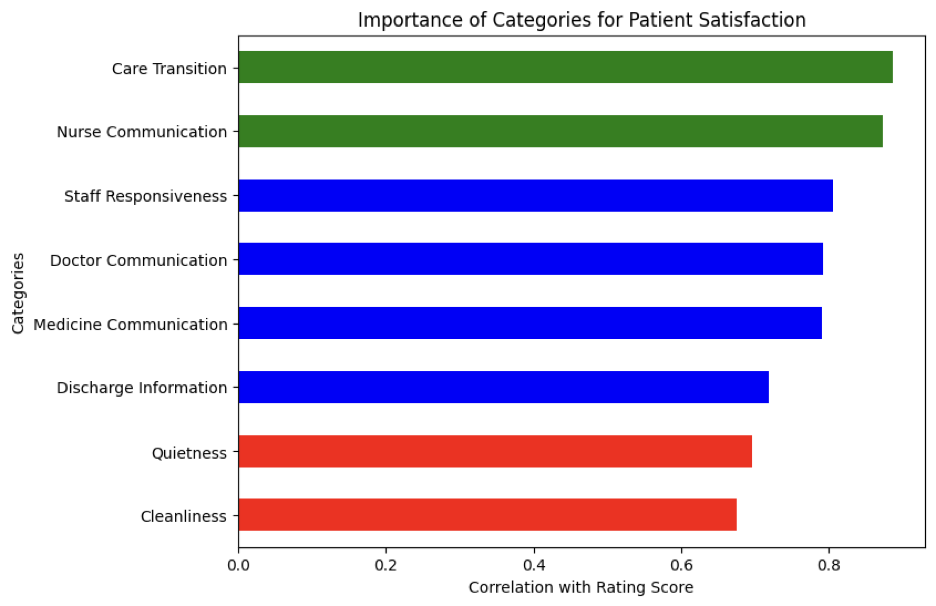 Importance of Categories for Patient Satisfaction
Categories
Care Transition
Nurse Communication
Staff Responsiveness
Doctor Communication
Medicine Communication
Discharge Information
Quietness
Cleanliness
0.0 0.2 0.4 0.6 0.8
Correlation with Rating Score